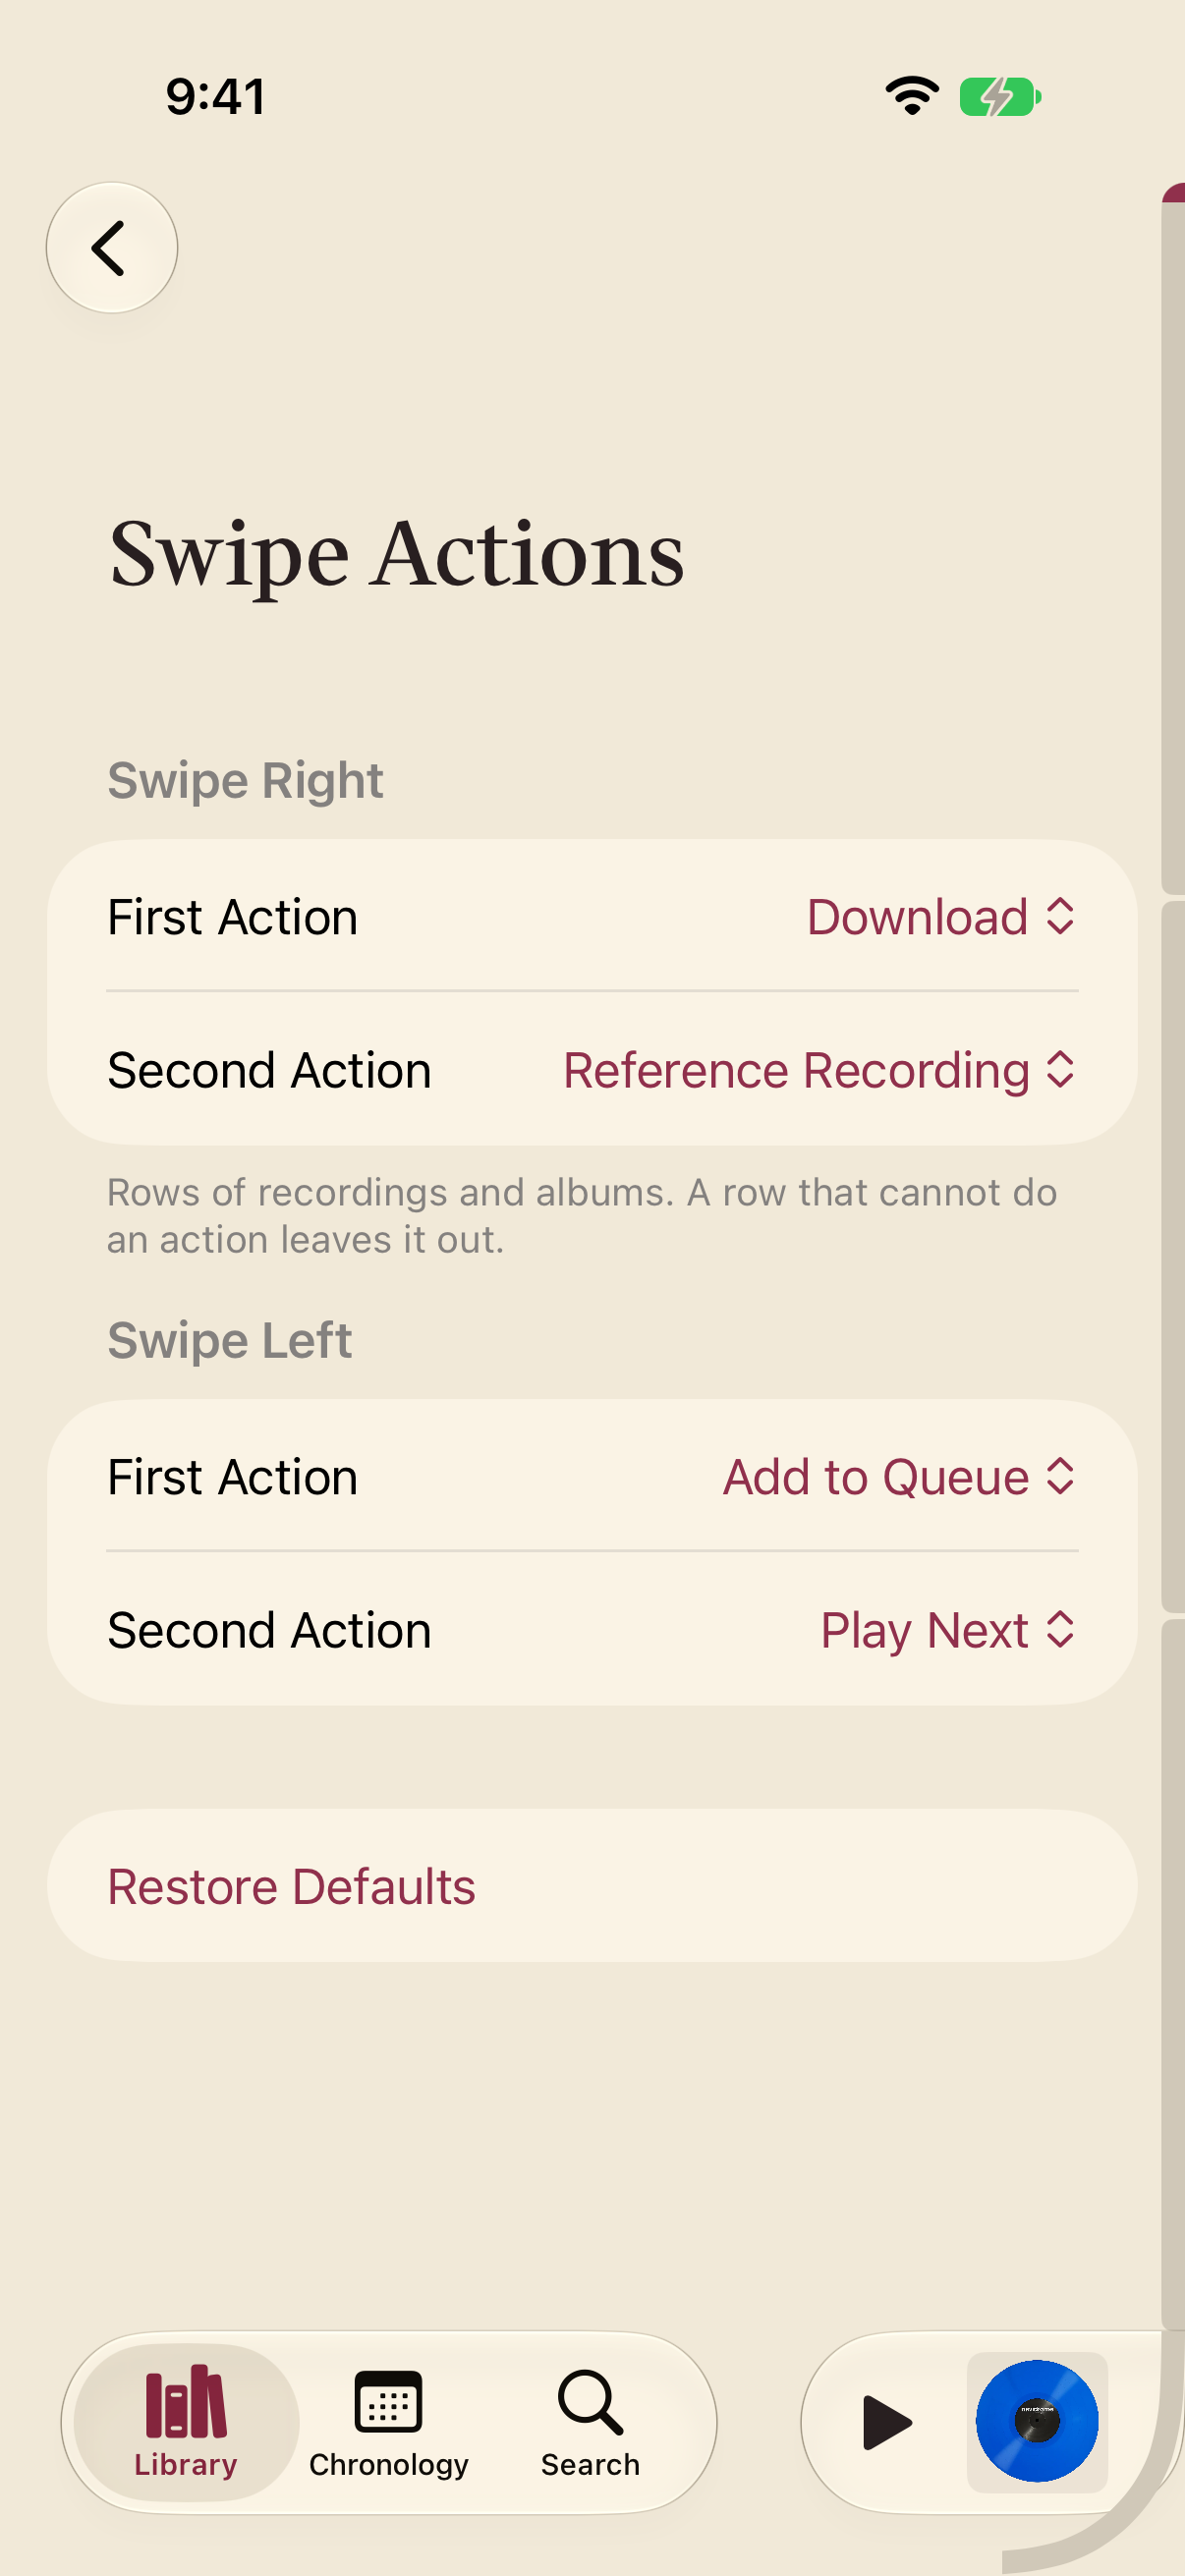 9:41
Swipe Actions
Swipe Right
First Action Download
Second Action Reference Recording
Rows of recordings and albums. A row that cannot do
an action leaves it out.
Swipe Left
First Action Add to Queue
Second Action Play Next
Restore Defaults
Library Chronology Search